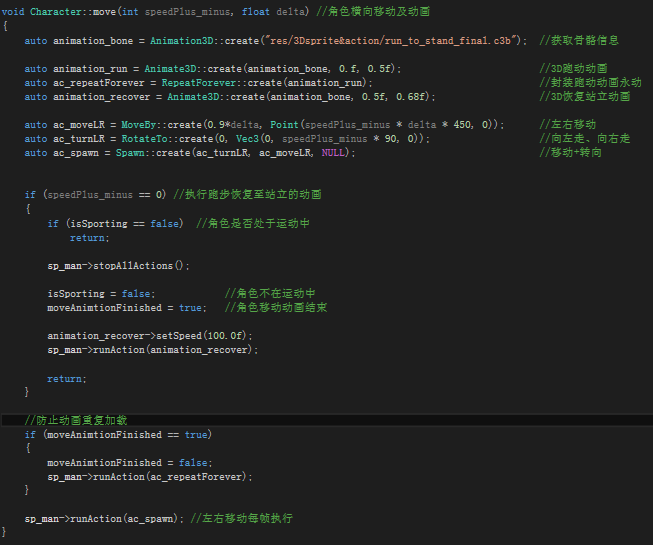 void Character::move(int speedPlus_minus, float delta) //角色横向移动及动画
{
    auto animation_bone = Animation3D::create("res/3Dsprite&action/run_to_stand_final.c3b"); //获取骨骼信息
    auto animation_run = Animate3D::create(animation_bone, 0.f, 0.5f); //3D跑动动画
    auto ac_repeatForever = RepeatForever::create(animation_run); //封装跑动动画永动
    auto animation_recover = Animate3D::create(animation_bone, 0.5f, 0.68f); //3D恢复站立动画
    auto ac_moveLR = MoveBy::create(0.9*delta, Point(speedPlus_minus * delta * 450, 0)); //左右移动
    auto ac_turnLR = RotateTo::create(0, Vec3(0, speedPlus_minus * 90, 0)); //向左走、向右走
    auto ac_spawn = Spawn::create(ac_turnLR, ac_moveLR, NULL); //移动+转向
    if (speedPlus_minus == 0) //执行跑步恢复至站立的动画
    {
        if (isSporting == false) //角色是否处于运动中
            return;
        sp_man->stopAllActions();
        isSporting = false; //角色不在运动中
        moveAnimtionFinished = true; //角色移动动画结束
        animation_recover->setSpeed(100.0f);
        sp_man->runAction(animation_recover);
        return;
    }
    //防止动画重复加载
    if (moveAnimtionFinished == true)
    {
        moveAnimtionFinished = false;
        sp_man->runAction(ac_repeatForever);
    }
    sp_man->runAction(ac_spawn); //左右移动每帧执行
}